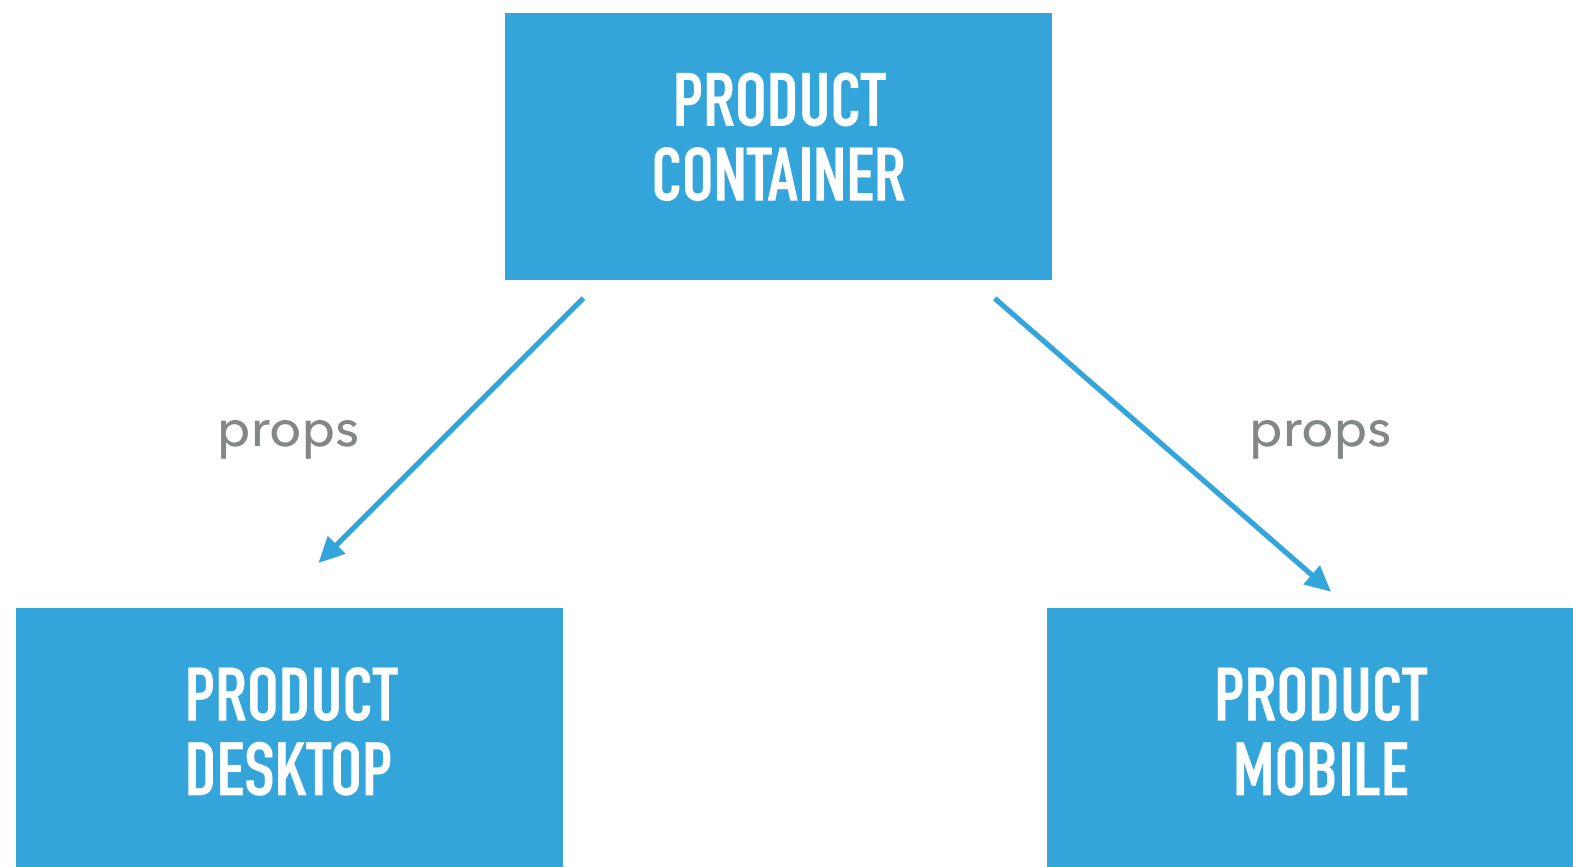 PRODUCT
CONTAINER
props
props
PRODUCT
DESKTOP
PRODUCT
MOBILE